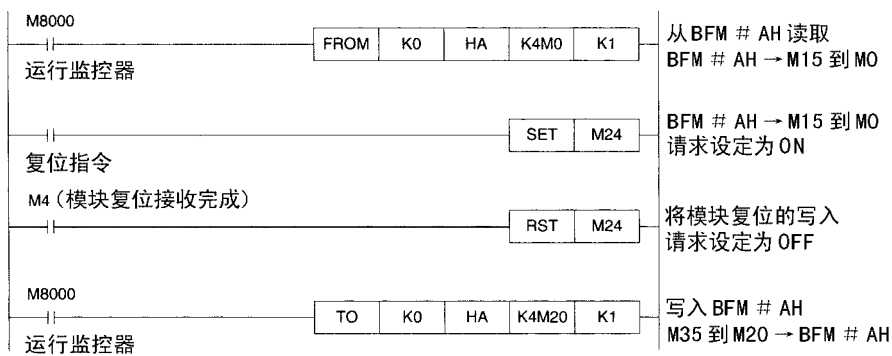 M8000
FROM K0 HA K4M0 K1
从BFM # AH 读取
BFM # AH → M15 到 M0
运行监控器
SET M24
BFM # AH → M15 到 M0
请求设定为 ON
复位指令
M4（模块复位接收完成）
RST M24
将模块复位的写入
请求设定为 OFF
M8000
TO K0 HA K4M20 K1
写入 BFM # AH
M35 到 M20 → BFM # AH
运行监控器